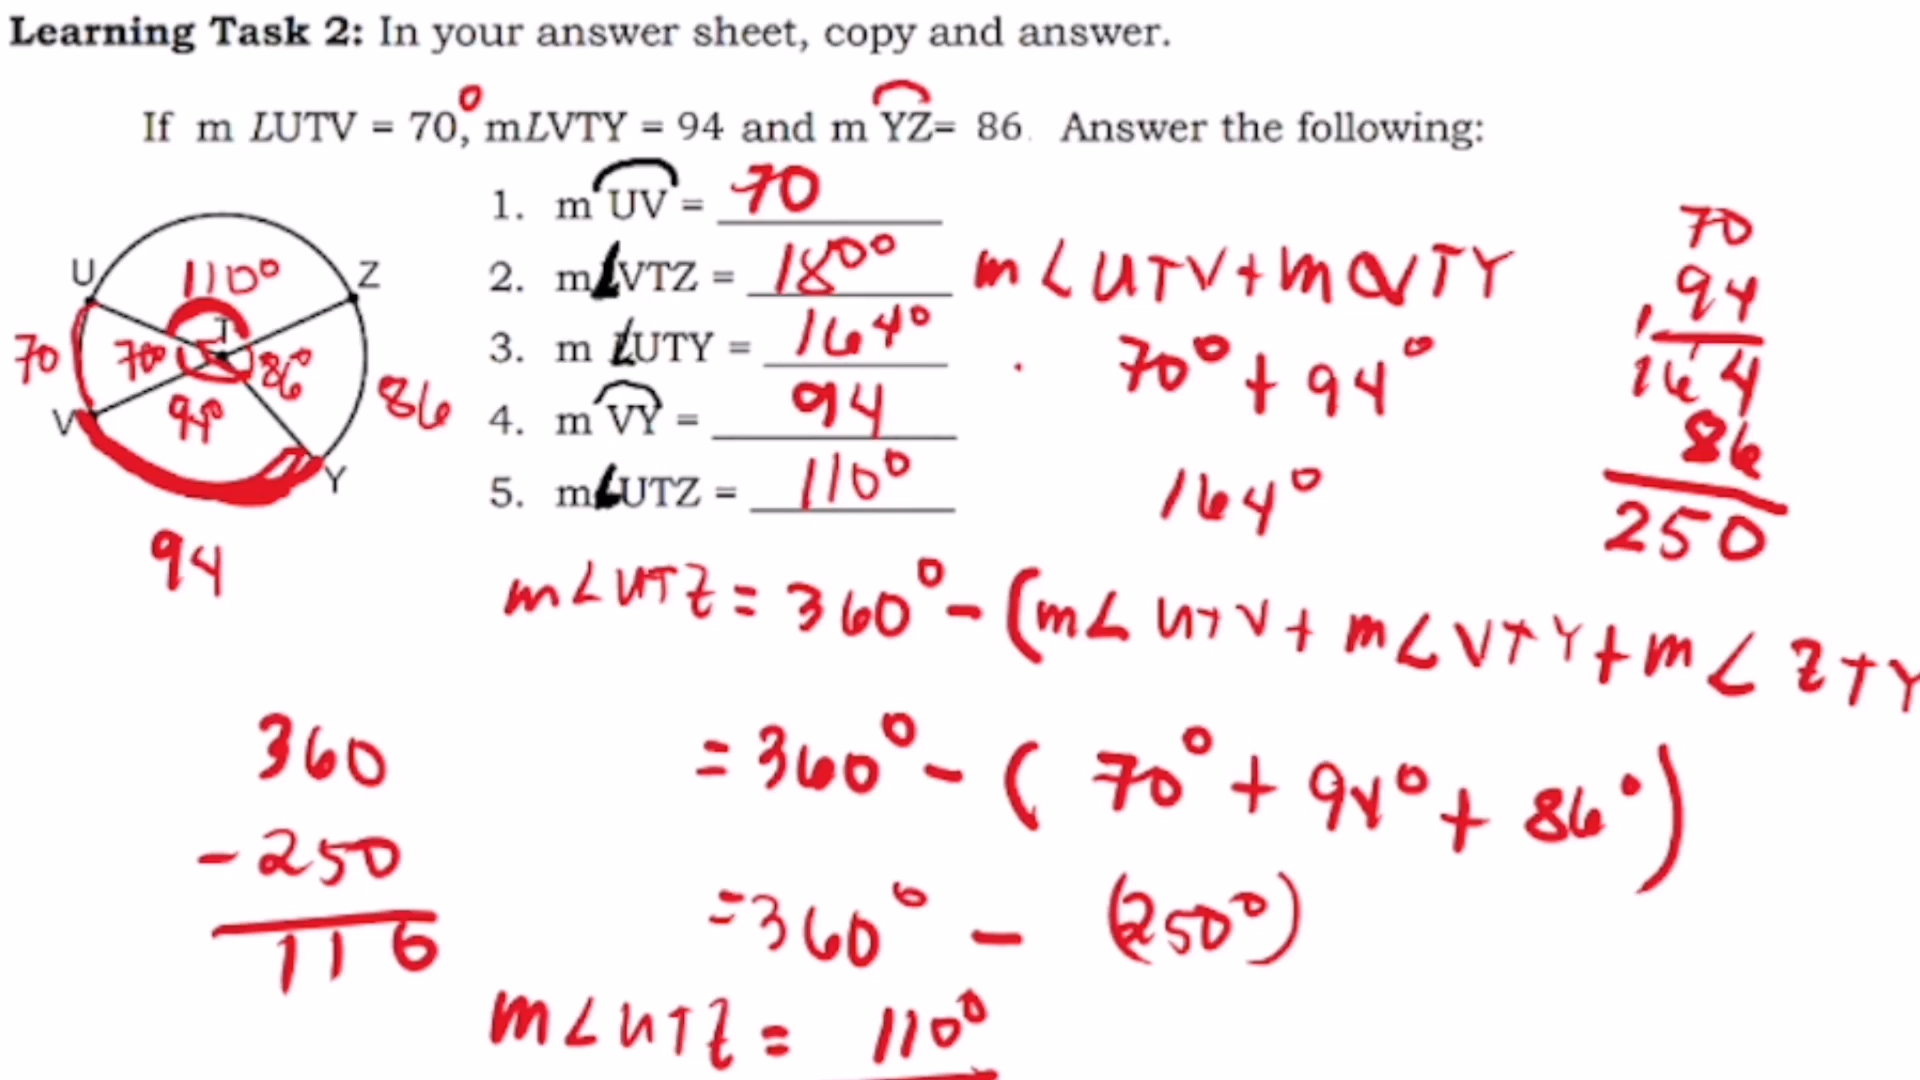 Learning Task 2: In your answer sheet, copy and answer.
If m ∠UTV = 70,° m∠VTY = 94 and m YZ= 86. Answer the following:
1. m UV = 70
2. m∠VTZ = 180°
3. m ∠UTY = 164°
4. m VY = 94
5. m∠UTZ = 110°
U
110°
Z
T
70
70°
86°
86
V
94°
Y
94
m∠UTV+m∠VTY
70° + 94°
164°
70
94
1
164
86
250
m∠UTZ = 360° - (m∠UTV + m∠VTY + m∠ZTY
= 360° - ( 70° + 94° + 86° )
= 360° - (250°)
m∠UTZ = 110°
360
- 250
110